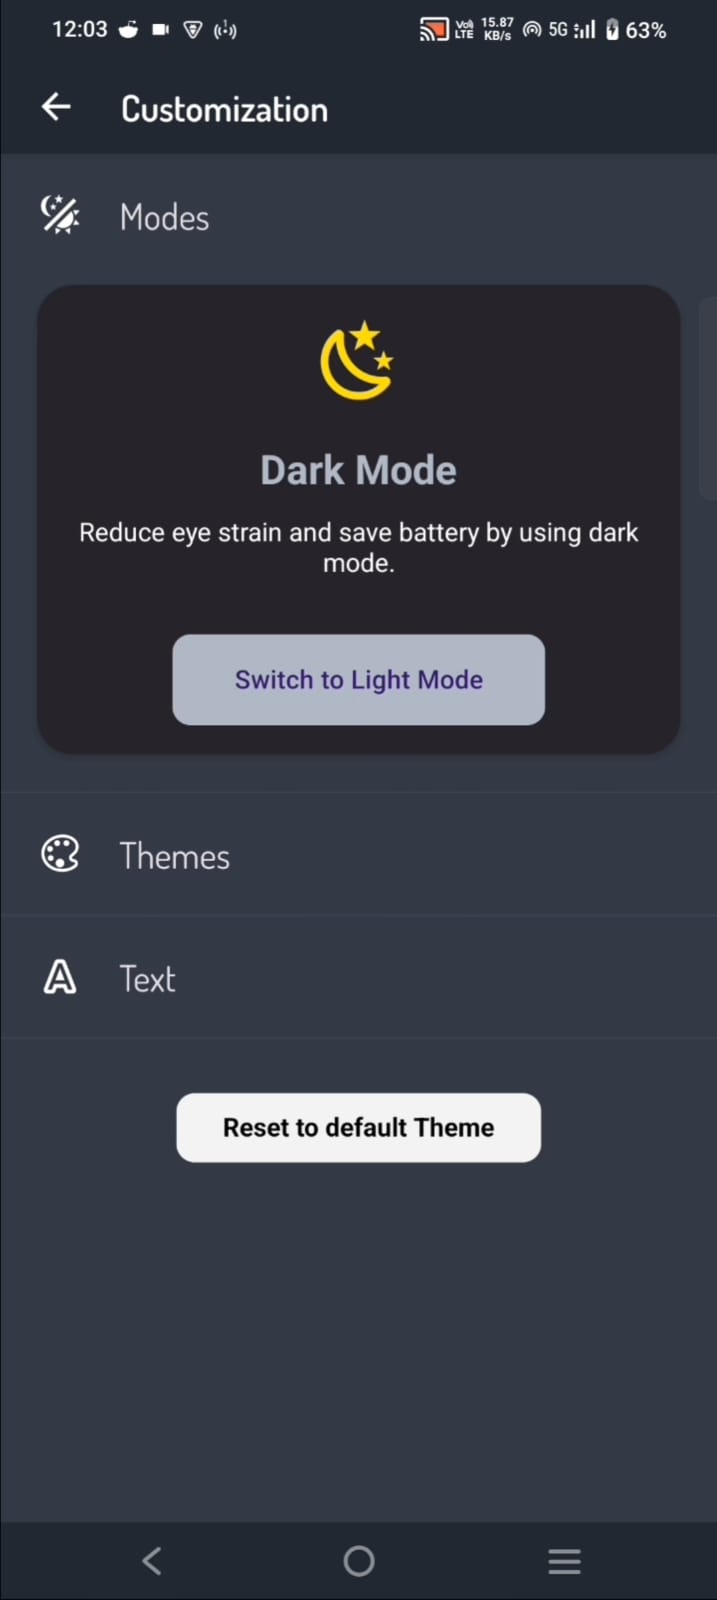 12:03 Vo) LTE 15.87 KB/s 5G 63%
Customization
Modes
Dark Mode
Reduce eye strain and save battery by using dark
mode.
Switch to Light Mode
Themes
Text
Reset to default Theme